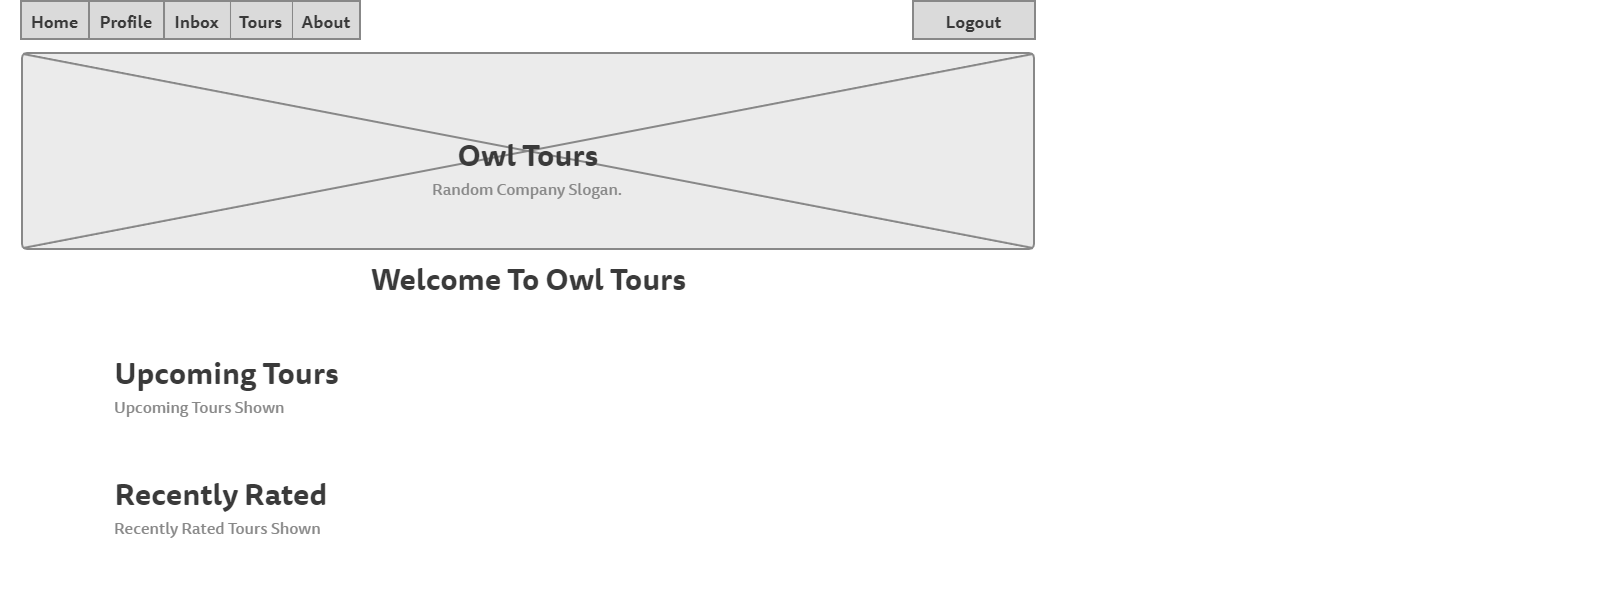 Home Profile Inbox Tours About Logout
Owl Tours
Random Company Slogan.
Welcome To Owl Tours
Upcoming Tours
Upcoming Tours Shown
Recently Rated
Recently Rated Tours Shown